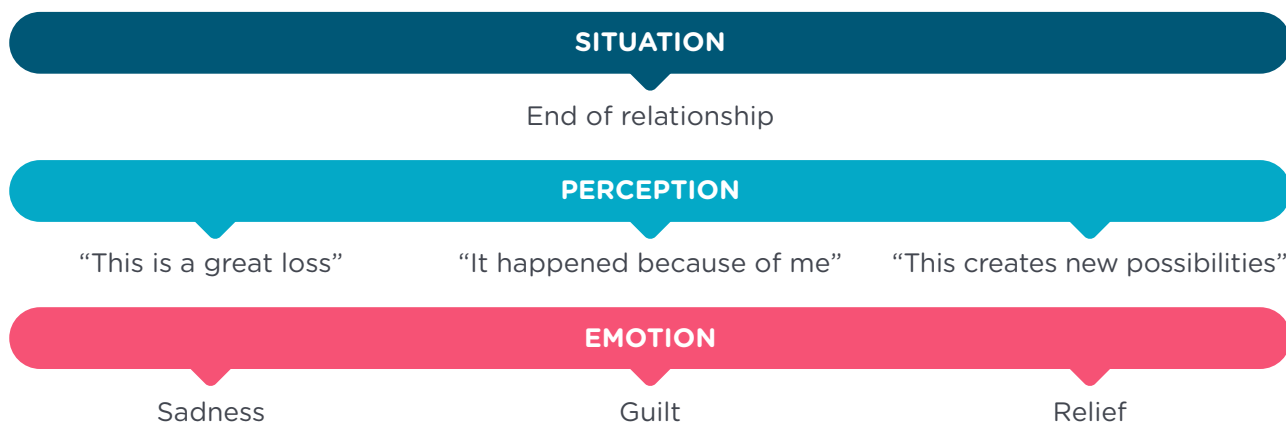 SITUATION
End of relationship
PERCEPTION
“This is a great loss” “It happened because of me” “This creates new possibilities”
EMOTION
Sadness Guilt Relief